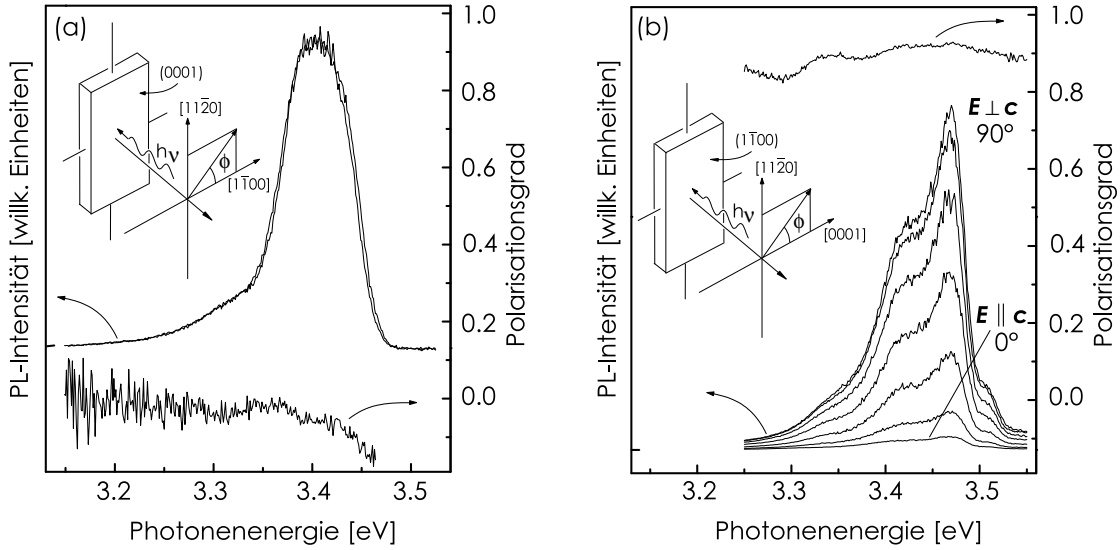 (a)
PL-Intensität [willk. Einheiten]
(0001)
[112̅0]
hν
ϕ
[11̅00]
1.0
0.8
0.6
0.4
0.2
0.0
Polarisationsgrad
3.2
3.3
3.4
3.5
Photonenenergie [eV]
(b)
PL-Intensität [willk. Einheiten]
(11̅00)
[112̅0]
hν
ϕ
[0001]
E ⊥ c
90°
E ∥ c
0°
1.0
0.8
0.6
0.4
0.2
0.0
Polarisationsgrad
3.2
3.3
3.4
3.5
Photonenenergie [eV]